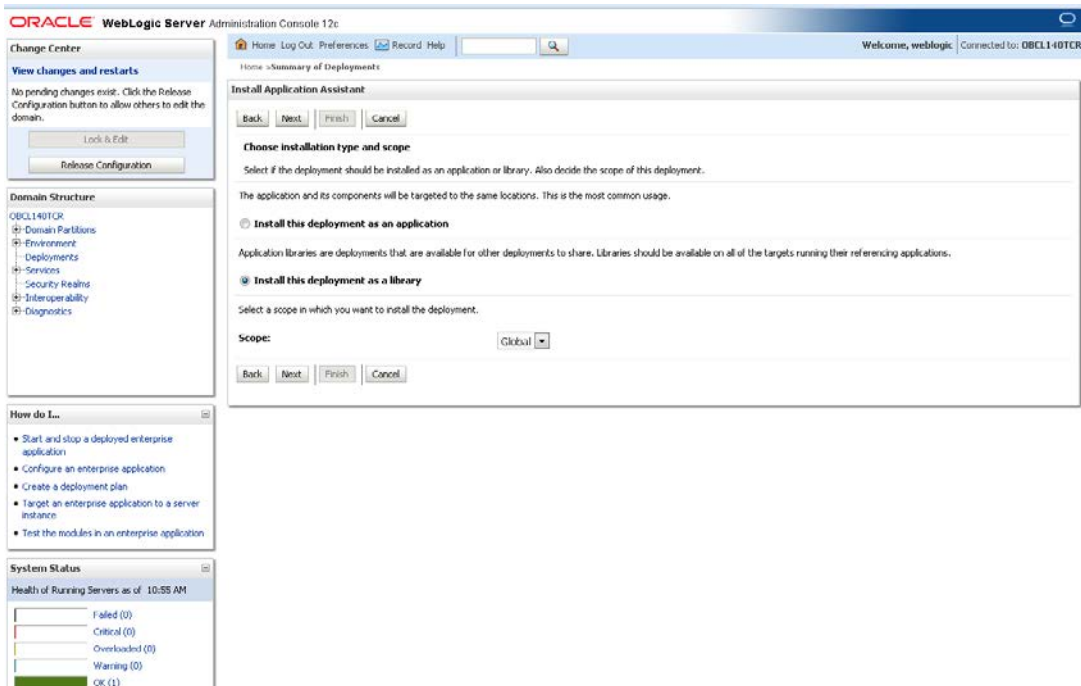 ORACLE WebLogic Server Administration Console 12c
Change Center
View changes and restarts
No pending changes exist. Click the Release
Configuration button to allow others to edit the
domain.
Lock & Edit
Release Configuration
Domain Structure
OBCL140TCR
Domain Partitions
Environment
Deployments
Services
Security Realms
Interoperability
Diagnostics
How do I...
Start and stop a deployed enterprise
application
Configure an enterprise application
Create a deployment plan
Target an enterprise application to a server
instance
Test the modules in an enterprise application
System Status
Health of Running Servers as of 10:55 AM
Failed (0)
Critical (0)
Overloaded (0)
Warning (0)
OK (1)
Home Log Out Preferences Record Help
Welcome, weblogic Connected to: OBCL140TCR
Home >Summary of Deployments
Install Application Assistant
Back Next Finish Cancel
Choose installation type and scope
Select if the deployment should be installed as an application or library. Also decide the scope of this deployment.
The application and its components will be targeted to the same locations. This is the most common usage.
Install this deployment as an application
Application libraries are deployments that are available for other deployments to share. Libraries should be available on all of the targets running their referencing applications.
Install this deployment as a library
Select a scope in which you want to install the deployment.
Scope: Global
Back Next Finish Cancel